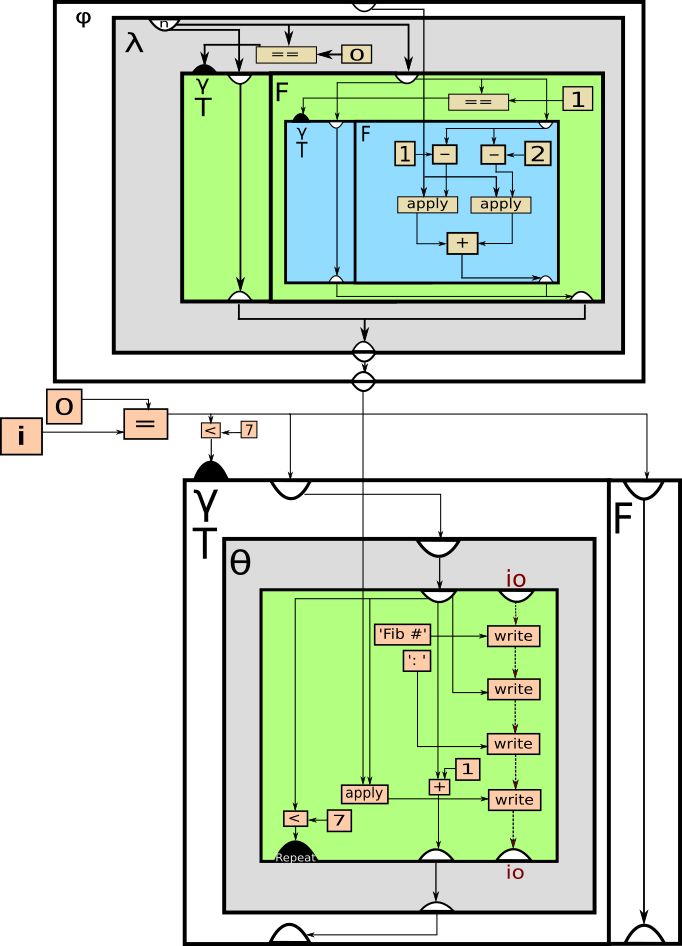 φ
n
λ
== 0
γ
T
F
== 1
γ
T
F
1 − − 2
apply apply
+
0
i =
< 7
γ
T
F
θ
io
'Fib #' write
': '
write
write
1
+
apply write
< 7
Repeat
io